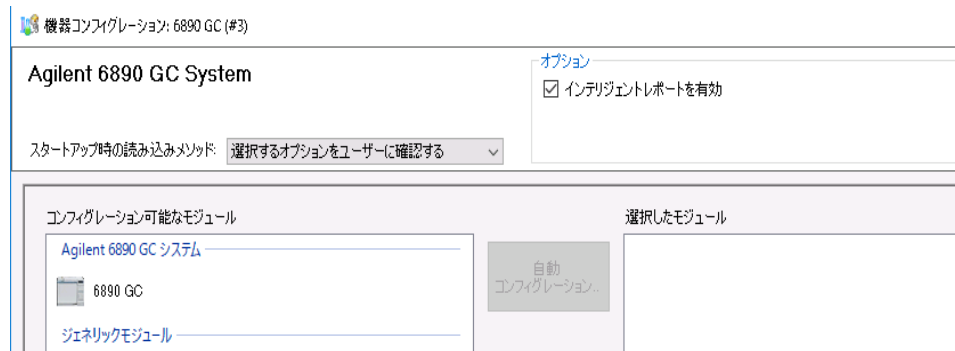 機器コンフィグレーション: 6890 GC (#3)
Agilent 6890 GC System
オプション
インテリジェントレポートを有効
スタートアップ時の読み込みメソッド: 選択するオプションをユーザーに確認する
コンフィグレーション可能なモジュール
選択したモジュール
Agilent 6890 GC システム
6890 GC
自動
コンフィグレーション...
ジェネリックモジュール